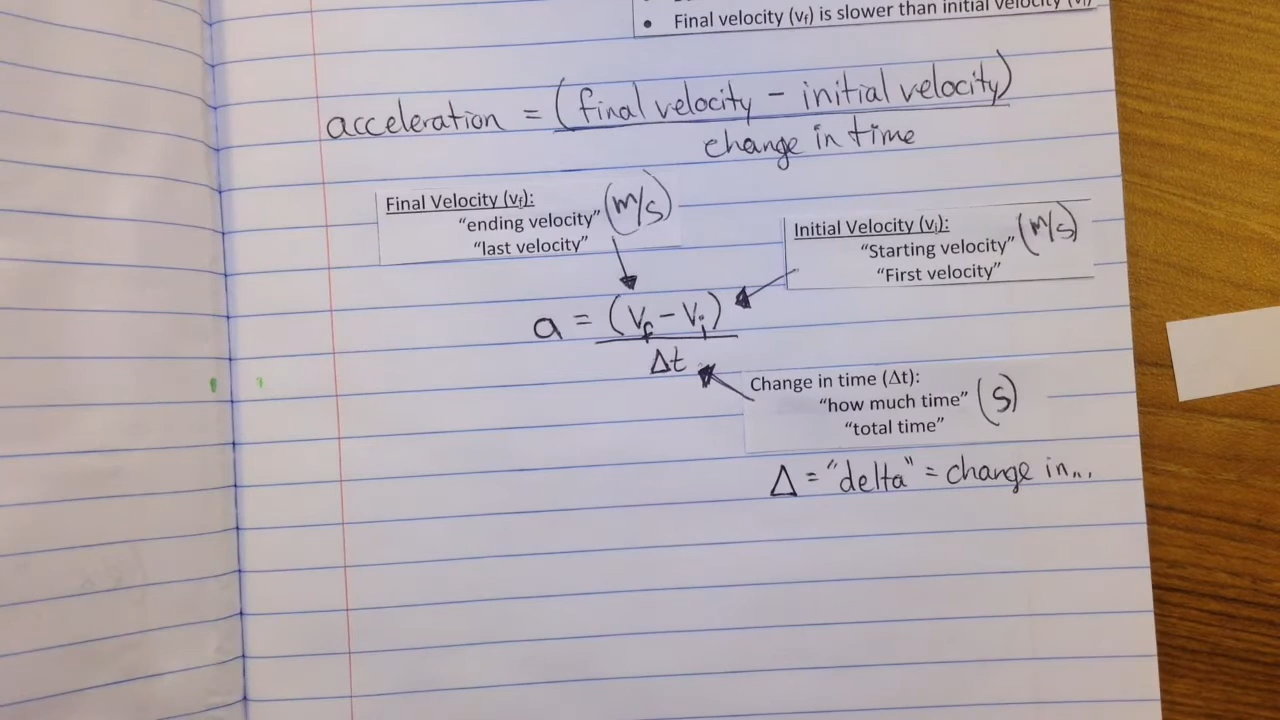 • Final velocity (vf) is slower than initial velocity (vi)
acceleration = (final velocity - initial velocity)
change in time
Final Velocity (vf): (m/s)
"ending velocity"
"last velocity"
Initial Velocity (vi): (m/s)
"Starting velocity"
"First velocity"
a = (Vf - Vi)
Δt
Change in time (Δt):
"how much time" (s)
"total time"
Δ = "delta" = change in...